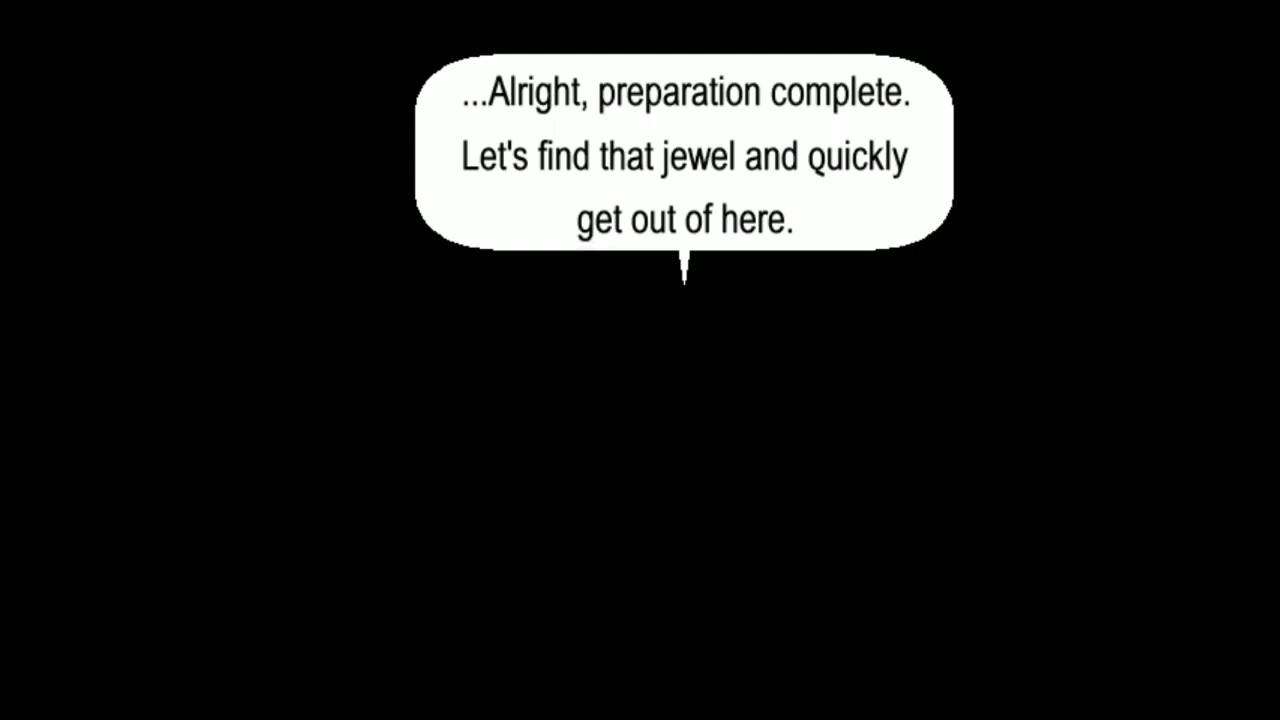 ...Alright, preparation complete.
Let's find that jewel and quickly
get out of here.